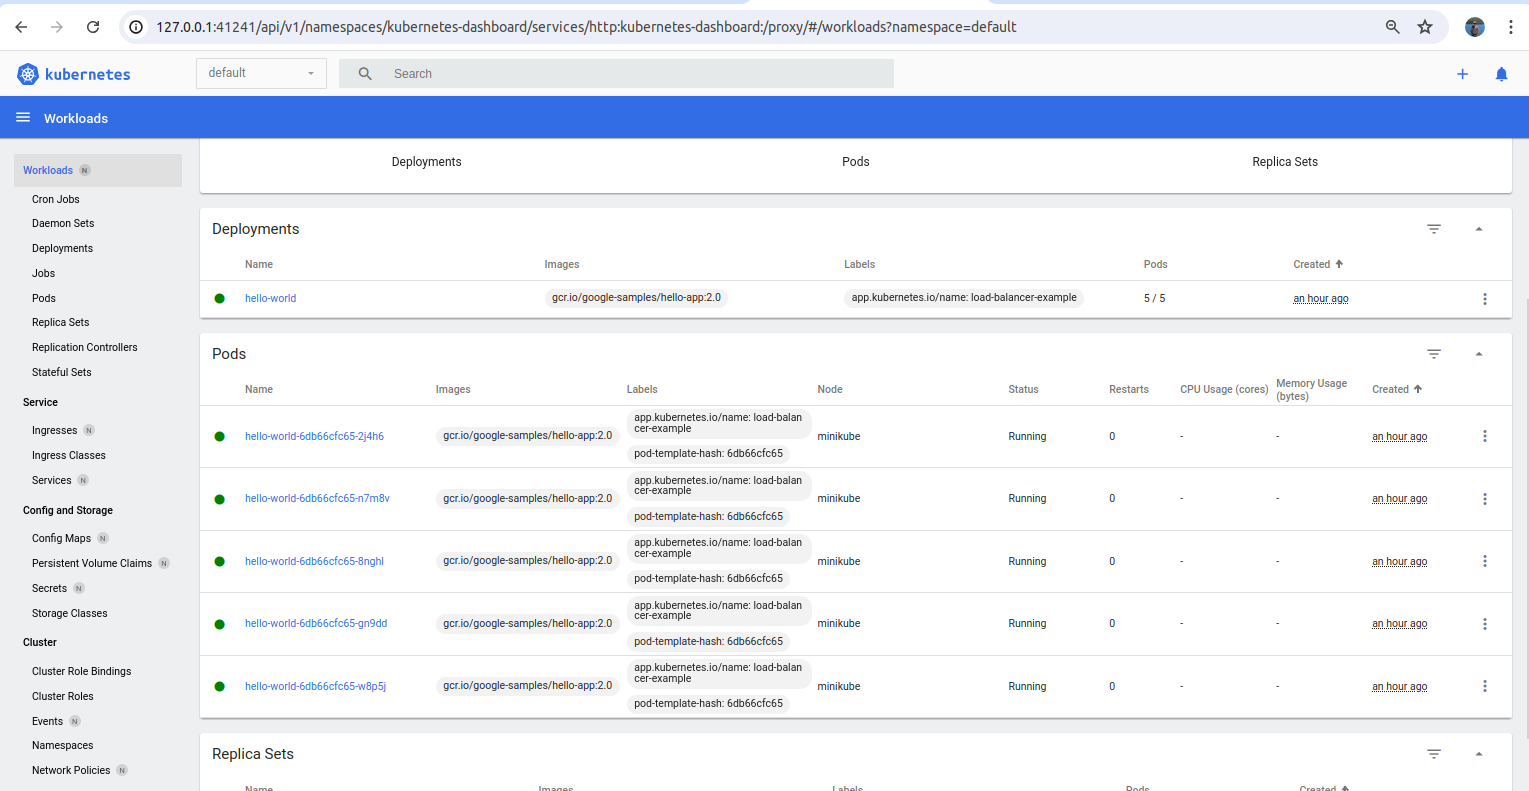 127.0.0.1:41241/api/v1/namespaces/kubernetes-dashboard/services/http:kubernetes-dashboard:/proxy/#/workloads?namespace=default
kubernetes
default
Search
Workloads
Workloads N
Cron Jobs
Daemon Sets
Deployments
Jobs
Pods
Replica Sets
Replication Controllers
Stateful Sets
Service
Ingresses N
Ingress Classes
Services N
Config and Storage
Config Maps N
Persistent Volume Claims N
Secrets N
Storage Classes
Cluster
Cluster Role Bindings
Cluster Roles
Events N
Namespaces
Network Policies N
Deployments Pods Replica Sets
Deployments
Name Images Labels Pods Created
hello-world gcr.io/google-samples/hello-app:2.0 app.kubernetes.io/name: load-balancer-example 5 / 5 an hour ago
Pods
Name Images Labels Node Status Restarts CPU Usage (cores) Memory Usage
(bytes) Created
app.kubernetes.io/name: load-balan
cer-example
hello-world-6db66cfc65-2j4h6 gcr.io/google-samples/hello-app:2.0 minikube Running 0 - - an hour ago
pod-template-hash: 6db66cfc65
app.kubernetes.io/name: load-balan
cer-example
hello-world-6db66cfc65-n7m8v gcr.io/google-samples/hello-app:2.0 minikube Running 0 - - an hour ago
pod-template-hash: 6db66cfc65
app.kubernetes.io/name: load-balan
cer-example
hello-world-6db66cfc65-8nghl gcr.io/google-samples/hello-app:2.0 minikube Running 0 - - an hour ago
pod-template-hash: 6db66cfc65
app.kubernetes.io/name: load-balan
cer-example
hello-world-6db66cfc65-gn9dd gcr.io/google-samples/hello-app:2.0 minikube Running 0 - - an hour ago
pod-template-hash: 6db66cfc65
app.kubernetes.io/name: load-balan
cer-example
hello-world-6db66cfc65-w8p5j gcr.io/google-samples/hello-app:2.0 minikube Running 0 - - an hour ago
pod-template-hash: 6db66cfc65
Replica Sets
Name Images Labels Pods Created